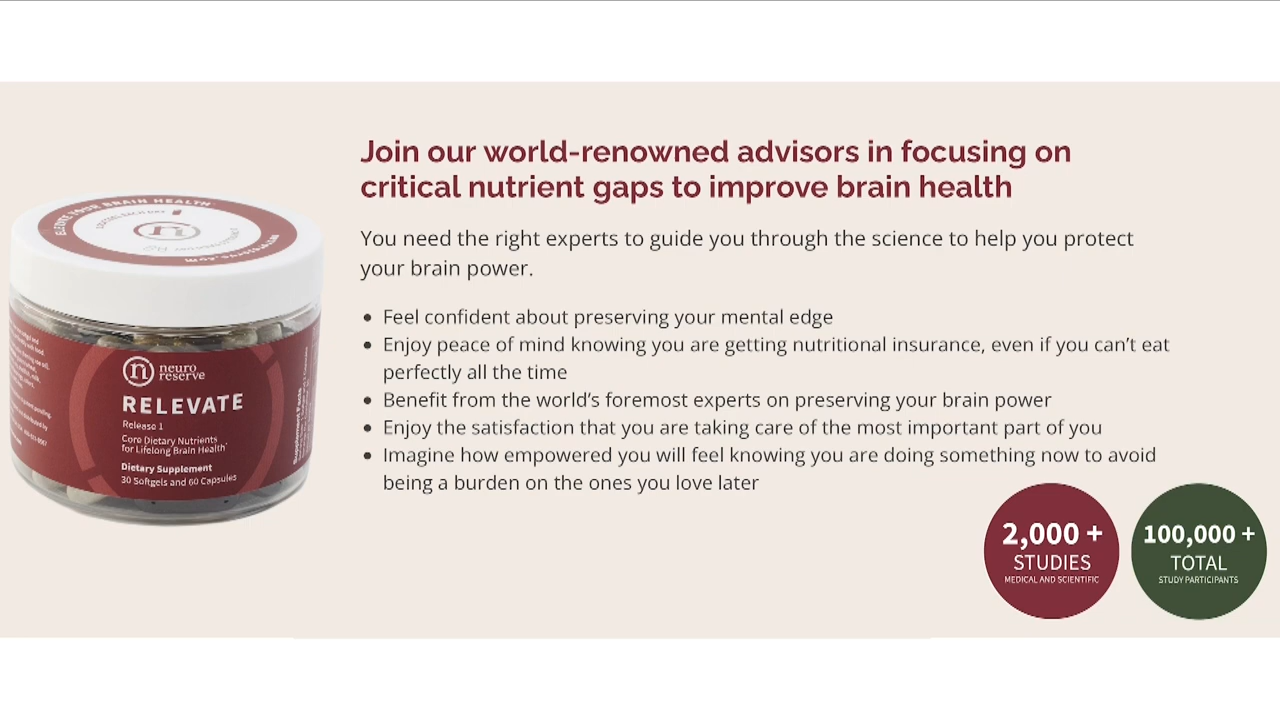 Join our world-renowned advisors in focusing on
critical nutrient gaps to improve brain health
You need the right experts to guide you through the science to help you protect
your brain power.
• Feel confident about preserving your mental edge
• Enjoy peace of mind knowing you are getting nutritional insurance, even if you can't eat
perfectly all the time
• Benefit from the world's foremost experts on preserving your brain power
• Enjoy the satisfaction that you are taking care of the most important part of you
• Imagine how empowered you will feel knowing you are doing something now to avoid
being a burden on the ones you love later
YOUR BRAIN HEALTH
n
neuro
reserve
RELEVATE
Release 1
Core Dietary Nutrients
for Lifelong Brain Health*
Dietary Supplement
30 Softgels and 60 Capsules
2,000 +
STUDIES
MEDICAL AND SCIENTIFIC
100,000 +
TOTAL
STUDY PARTICIPANTS